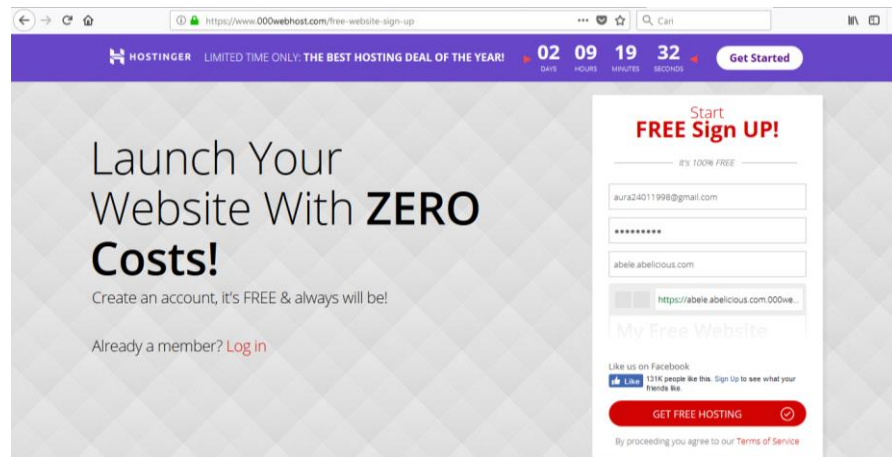 https://www.000webhost.com/free-website-sign-up
Cari
HOSTINGER LIMITED TIME ONLY: THE BEST HOSTING DEAL OF THE YEAR! 02 09 19 32 Get Started
DAYS HOURS MINUTES SECONDS
Start
FREE Sign UP!
It's 100% FREE
Launch Your
Website With ZERO
Costs!
Create an account, it's FREE & always will be!
Already a member? Log in
aura24011998@gmail.com
abele.abelicious.com
https://abele.abelicious.com.000we...
My Free Website
Like us on Facebook
Like 131K people like this. Sign Up to see what your
friends like.
GET FREE HOSTING
By proceeding you agree to our Terms of Service